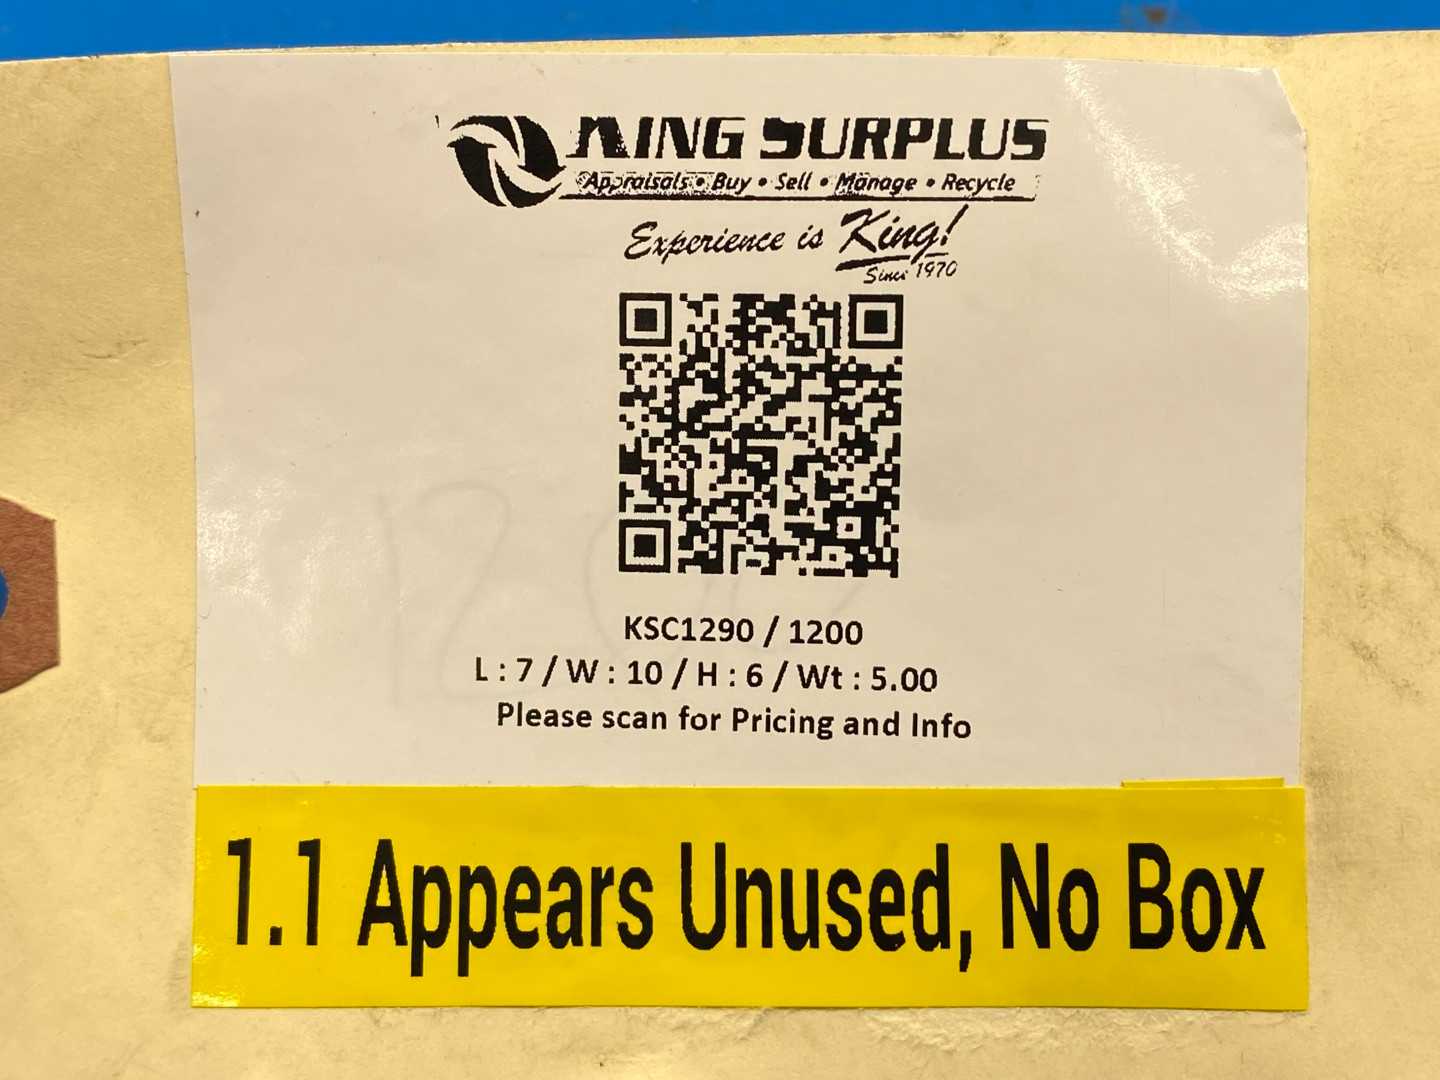 KING SURPLUS
Appraisals • Buy • Sell • Manage • Recycle
Experience is King!
Since 1970
KSC1290 / 1200
L : 7 / W : 10 / H : 6 / Wt : 5.00
Please scan for Pricing and Info
1.1 Appears Unused, No Box